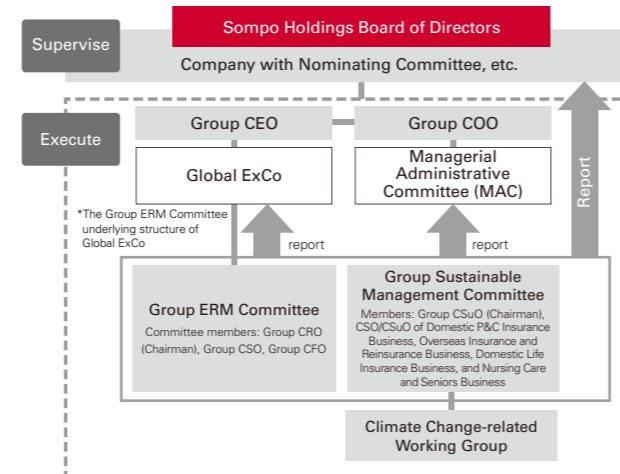 Sompo Holdings Board of Directors
Supervise
Company with Nominating Committee, etc.
Execute
Group CEO
Group COO
Global ExCo
Managerial
Administrative
Committee (MAC)
*The Group ERM Committee
underlying structure of
Global ExCo
report
report
Report
Group ERM Committee
Committee members: Group CRO
(Chairman), Group CSO, Group CFO
Group Sustainable
Management Committee
Members: Group CSuO (Chairman),
CSO/CSuO of Domestic P&C Insurance
Business, Overseas Insurance and
Reinsurance Business, Domestic Life
Insurance Business, and Nursing Care
and Seniors Business
Climate Change-related
Working Group